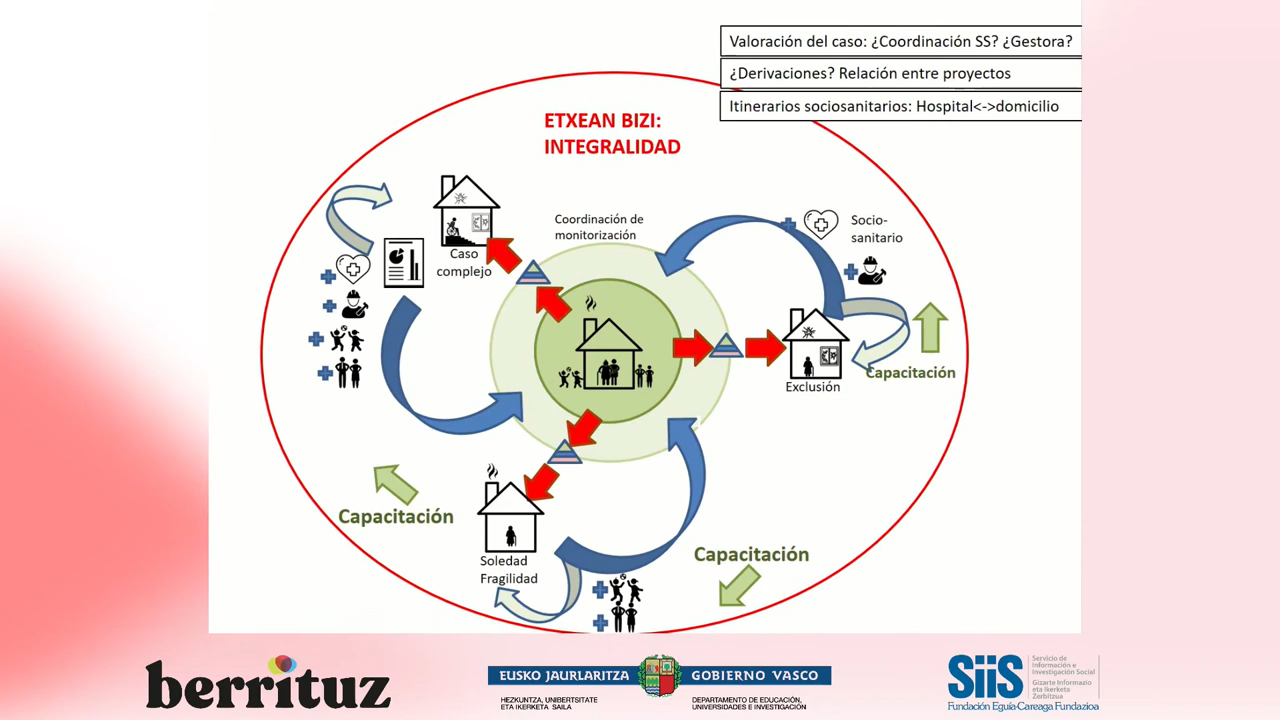 Valoración del caso: ¿Coordinación SS? ¿Gestora?
¿Derivaciones? Relación entre proyectos
Itinerarios sociosanitarios: Hospital<->domicilio
ETXEAN BIZI:
INTEGRALIDAD
Coordinación de
monitorización
Caso
complejo
Socio-
sanitario
Capacitación
Exclusión
Capacitación
Soledad
Fragilidad
Capacitación
berrituz
EUSKO JAURLARITZA
GOBIERNO VASCO
HEZKUNTZA, UNIBERTSITATE
ETA IKERKETA SAILA
DEPARTAMENTO DE EDUCACIÓN,
UNIVERSIDADES E INVESTIGACIÓN
SiiS
Servicio de
Información e
Investigación Social
Gizarte Informazio
eta Ikerketa
Zerbitzua
Fundación Eguía-Careaga Fundazioa